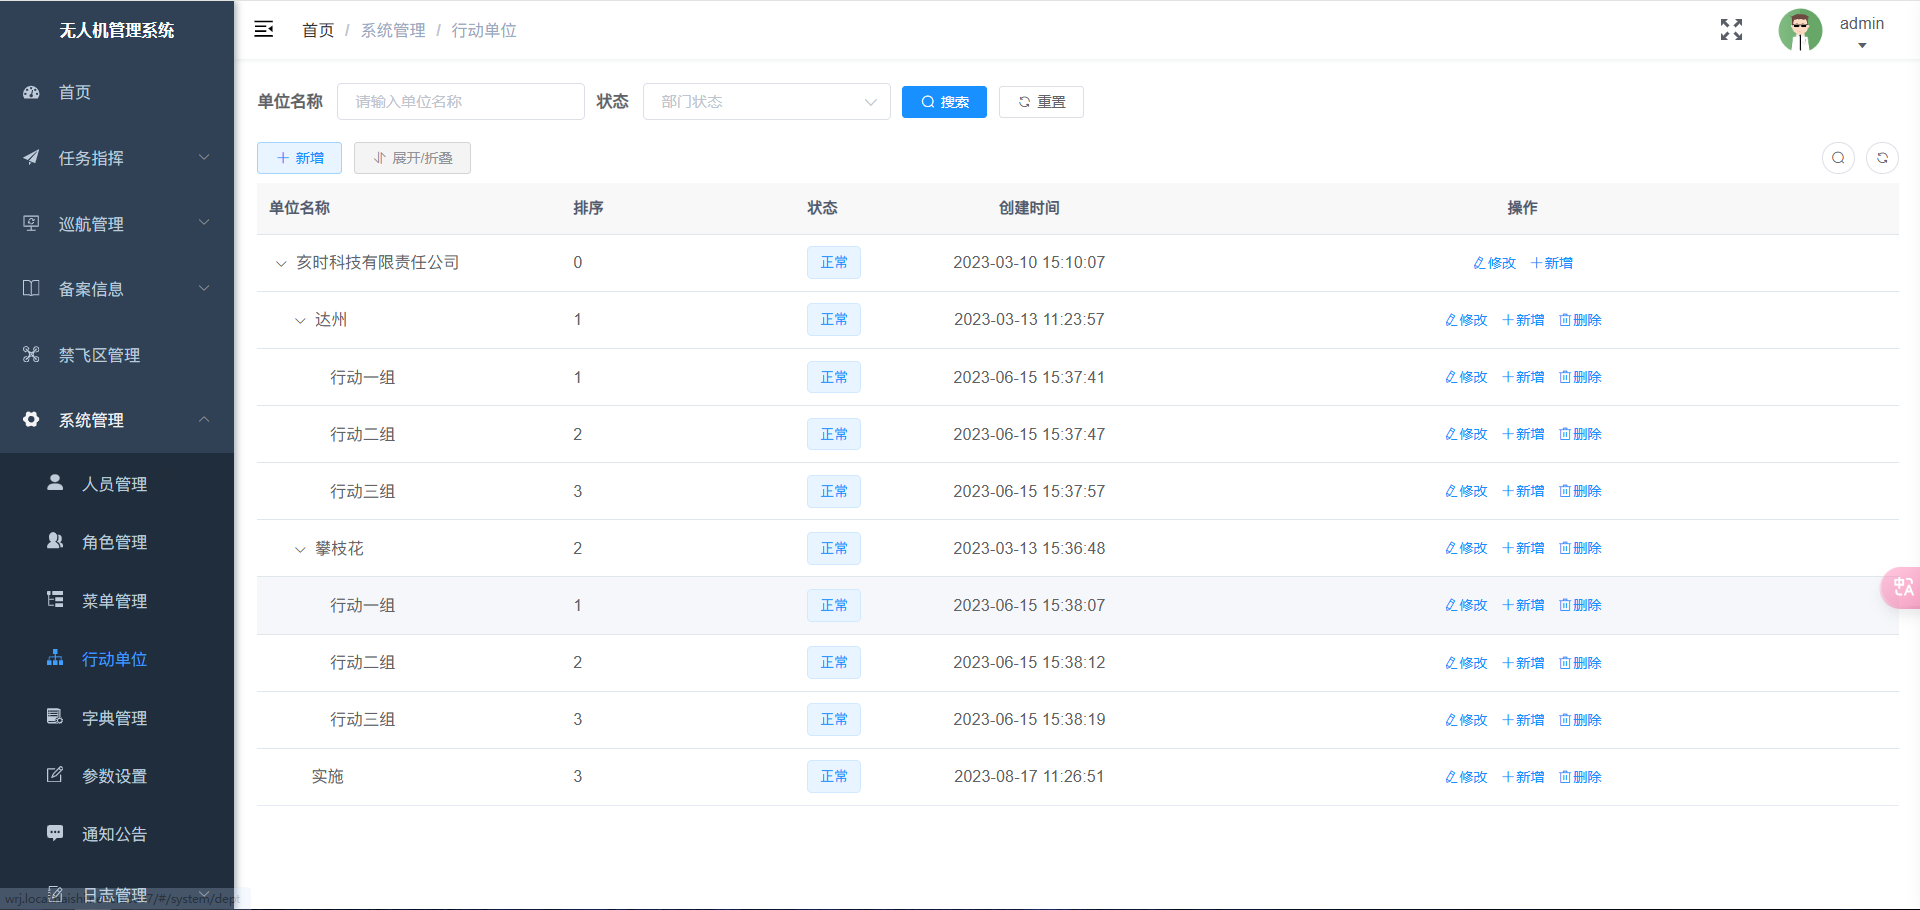 无人机管理系统
首页
任务指挥
巡航管理
备案信息
禁飞区管理
系统管理
人员管理
角色管理
菜单管理
行动单位
字典管理
参数设置
通知公告
日志管理
首页 / 系统管理 / 行动单位
admin
单位名称 请输入单位名称 状态 部门状态 搜索 重置
新增 展开/折叠
单位名称 排序 状态 创建时间 操作
亥时科技有限责任公司 0 正常 2023-03-10 15:10:07 修改 新增
达州 1 正常 2023-03-13 11:23:57 修改 新增 删除
行动一组 1 正常 2023-06-15 15:37:41 修改 新增 删除
行动二组 2 正常 2023-06-15 15:37:47 修改 新增 删除
行动三组 3 正常 2023-06-15 15:37:57 修改 新增 删除
攀枝花 2 正常 2023-03-13 15:36:48 修改 新增 删除
行动一组 1 正常 2023-06-15 15:38:07 修改 新增 删除
行动二组 2 正常 2023-06-15 15:38:12 修改 新增 删除
行动三组 3 正常 2023-06-15 15:38:19 修改 新增 删除
实施 3 正常 2023-08-17 11:26:51 修改 新增 删除
中A